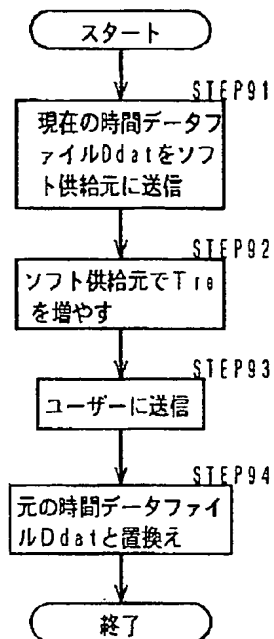 スタート
STEP91
現在の時間データフ
ァイルDdatをソフ
ト供給元に送信
STEP92
ソフト供給元でTre
を増やす
STEP93
ユーザーに送信
STEP94
元の時間データファイ
ルDdatと置換え
終了